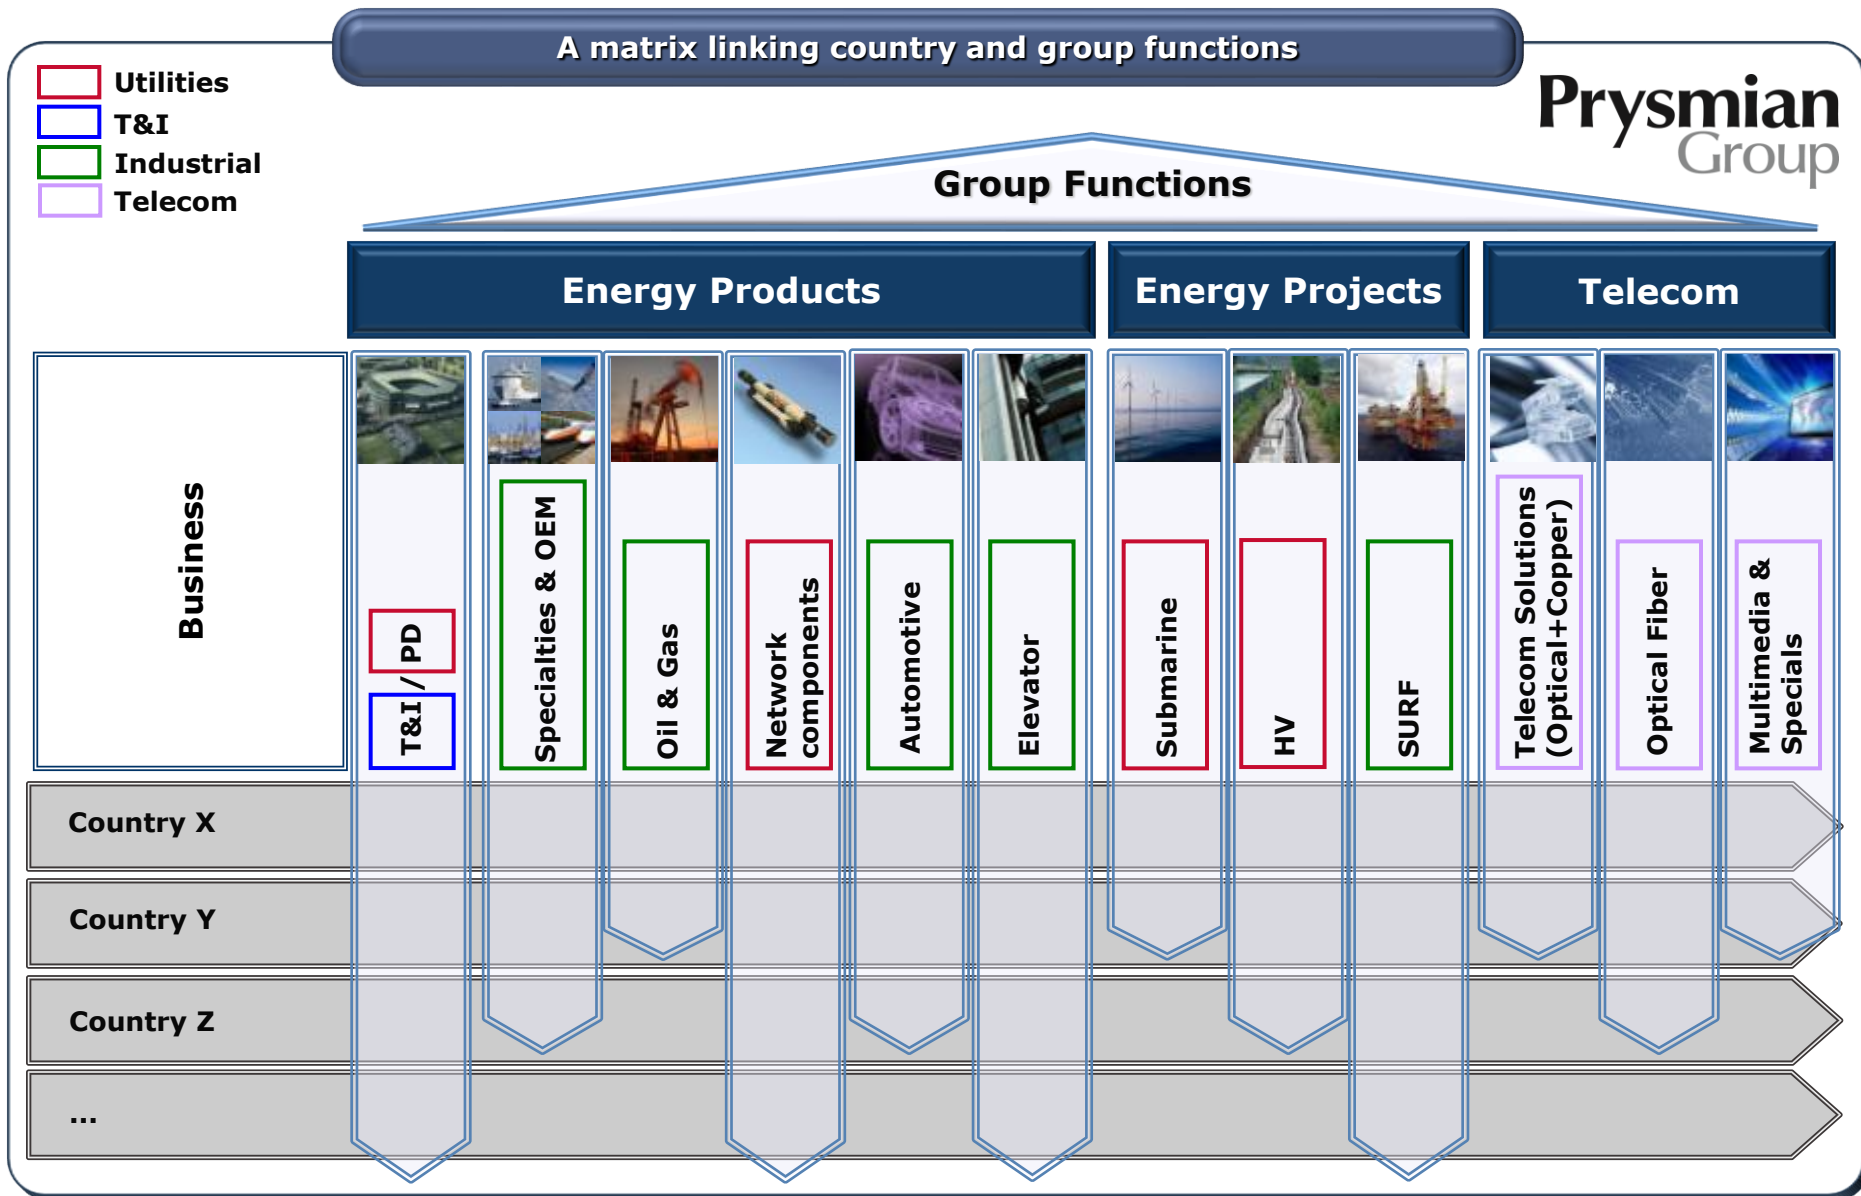 A matrix linking country and group functions
Utilities
T&I
Industrial
Telecom
Prysmian
Group
Group Functions
Energy Products
Energy Projects
Telecom
Business
T&I / PD
Specialties & OEM
Oil & Gas
Network
components
Automotive
Elevator
Submarine
HV
SURF
Telecom Solutions
(Optical+Copper)
Optical Fiber
Multimedia &
Specials
Country X
Country Y
Country Z
...